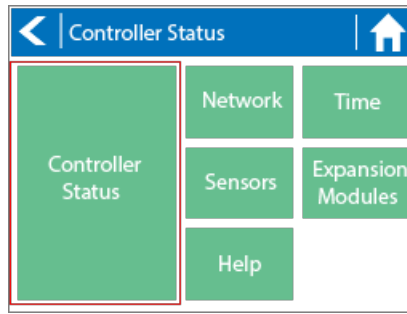 Controller Status
Controller
Status
Network
Time
Sensors
Expansion
Modules
Help